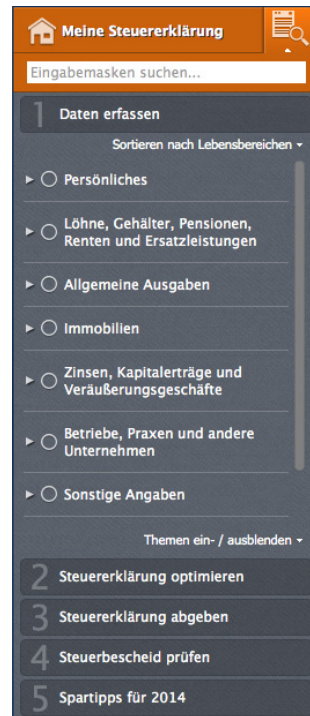 Meine Steuererklärung
Eingabemasken suchen...
1 Daten erfassen
Sortieren nach Lebensbereichen
Persönliches
Löhne, Gehälter, Pensionen,
Renten und Ersatzleistungen
Allgemeine Ausgaben
Immobilien
Zinsen, Kapitalerträge und
Veräußerungsgeschäfte
Betriebe, Praxen und andere
Unternehmen
Sonstige Angaben
Themen ein- / ausblenden
2 Steuererklärung optimieren
3 Steuererklärung abgeben
4 Steuerbescheid prüfen
5 Spartipps für 2014